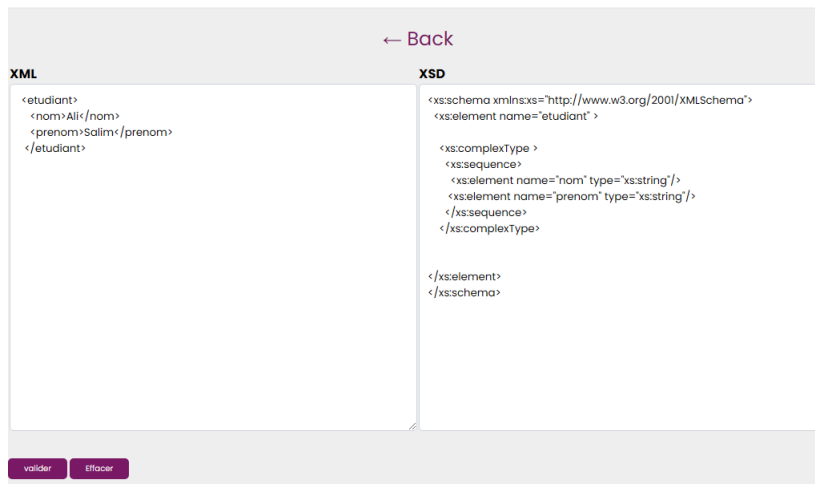 ← Back
XML
<etudiant>
<nom>Ali</nom>
<prenom>Salim</prenom>
</etudiant>
XSD
<xs:schema xmlns:xs="http://www.w3.org/2001/XMLSchema">
<xs:element name="etudiant" >
<xs:complexType >
<xs:sequence>
<xs:element name="nom" type="xs:string"/>
<xs:element name="prenom" type="xs:string"/>
</xs:sequence>
</xs:complexType>
</xs:element>
</xs:schema>
valider
Effacer